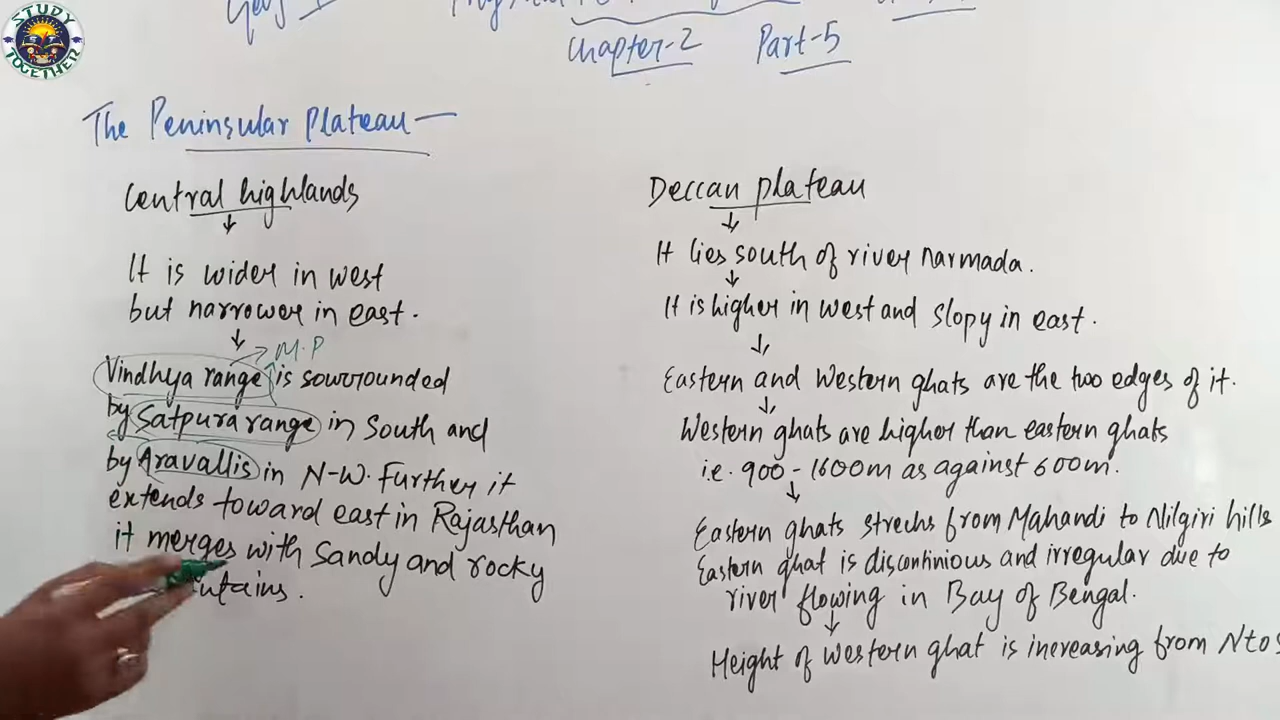 STUDY
TOGETHER
Chapter-2 Part-5
The Peninsular Plateau —
Central highlands
It is wider in west
but narrower in east.
M.P
Vindhya range is sowrounded
by Satpura range in South and
by Aravallis in N-W. Further it
extends toward east in Rajasthan
it merges with Sandy and rocky
Deccan plateau
It lies south of river narmada.
It is higher in west and slopy in east.
Eastern and Western ghats are the two edges of it.
Western ghats are higher than eastern ghats
i.e. 900-1600m as against 600m.
Eastern ghats strechs from Mahandi to Nilgiri hills
Eastern ghat is discontinious and irregular due to
river flowing in Bay of Bengal.
Height of western ghat is increasing from N to S